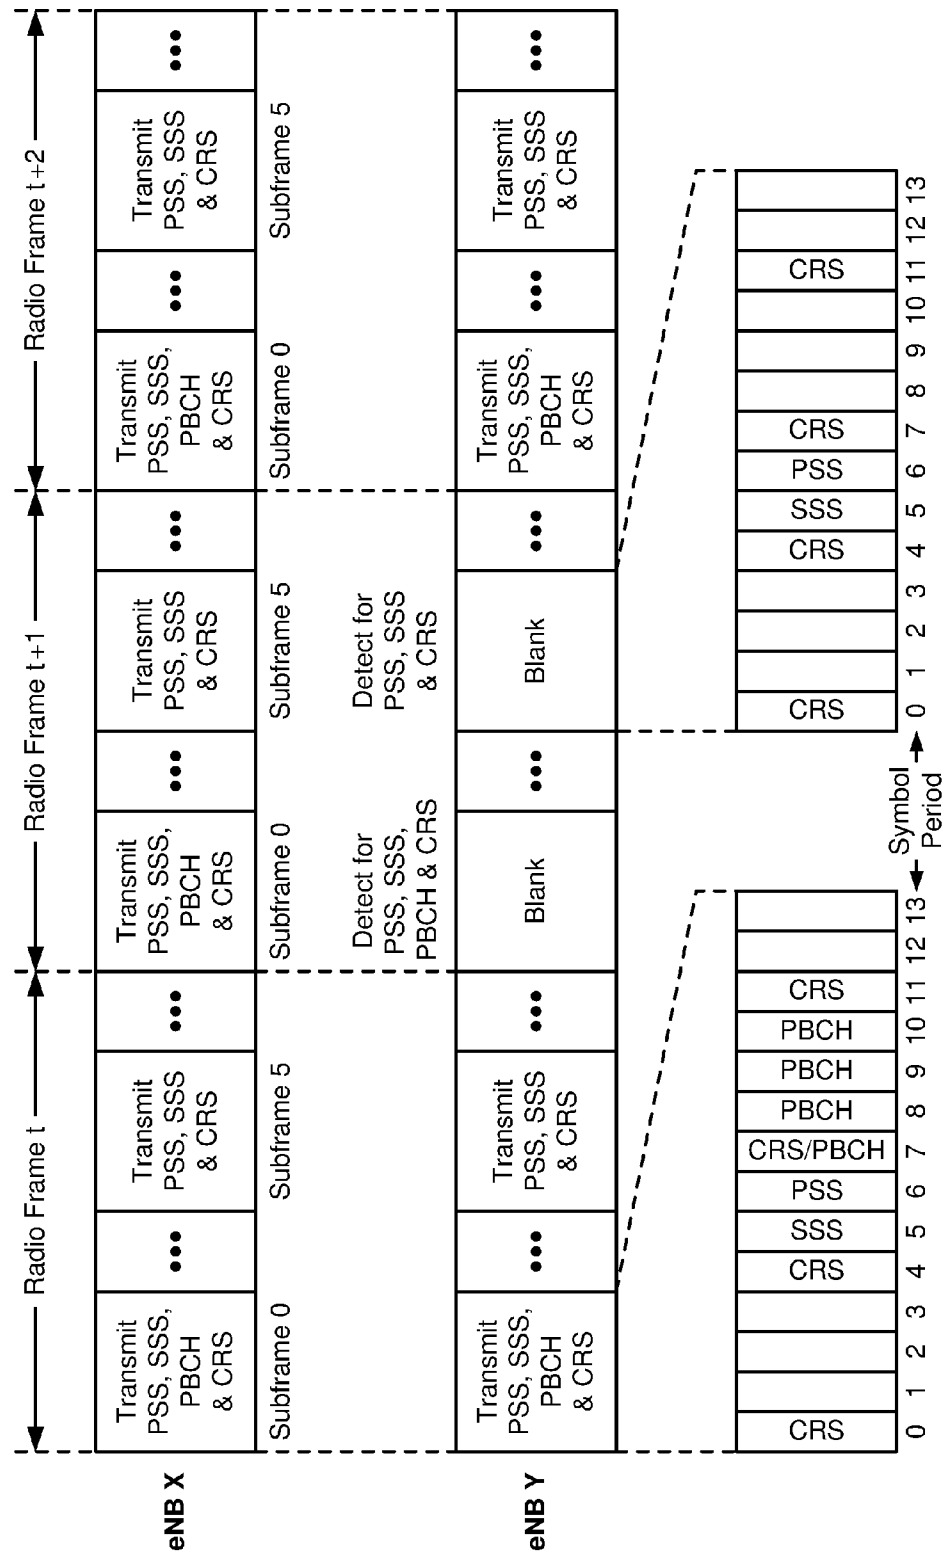 Radio Frame t
Radio Frame t+1
Radio Frame t+2
eNB X
Transmit
PSS, SSS,
PBCH
& CRS
•••
Transmit
PSS, SSS
& CRS
•••
Transmit
PSS, SSS,
PBCH
& CRS
•••
Transmit
PSS, SSS
& CRS
•••
Transmit
PSS, SSS,
PBCH
& CRS
•••
Transmit
PSS, SSS
& CRS
•••
Subframe 0
Subframe 5
Subframe 0
Subframe 5
Subframe 0
Subframe 5
Detect for
PSS, SSS,
PBCH & CRS
Detect for
PSS, SSS
& CRS
eNB Y
Transmit
PSS, SSS,
PBCH
& CRS
•••
Transmit
PSS, SSS
& CRS
•••
Blank
•••
Blank
•••
Transmit
PSS, SSS,
PBCH
& CRS
•••
Transmit
PSS, SSS
& CRS
•••
CRS
CRS
SSS
PSS
CRS/PBCH
PBCH
PBCH
PBCH
CRS
0 1 2 3 4 5 6 7 8 9 10 11 12 13
Symbol
Period
CRS
CRS
SSS
PSS
CRS
CRS
0 1 2 3 4 5 6 7 8 9 10 11 12 13